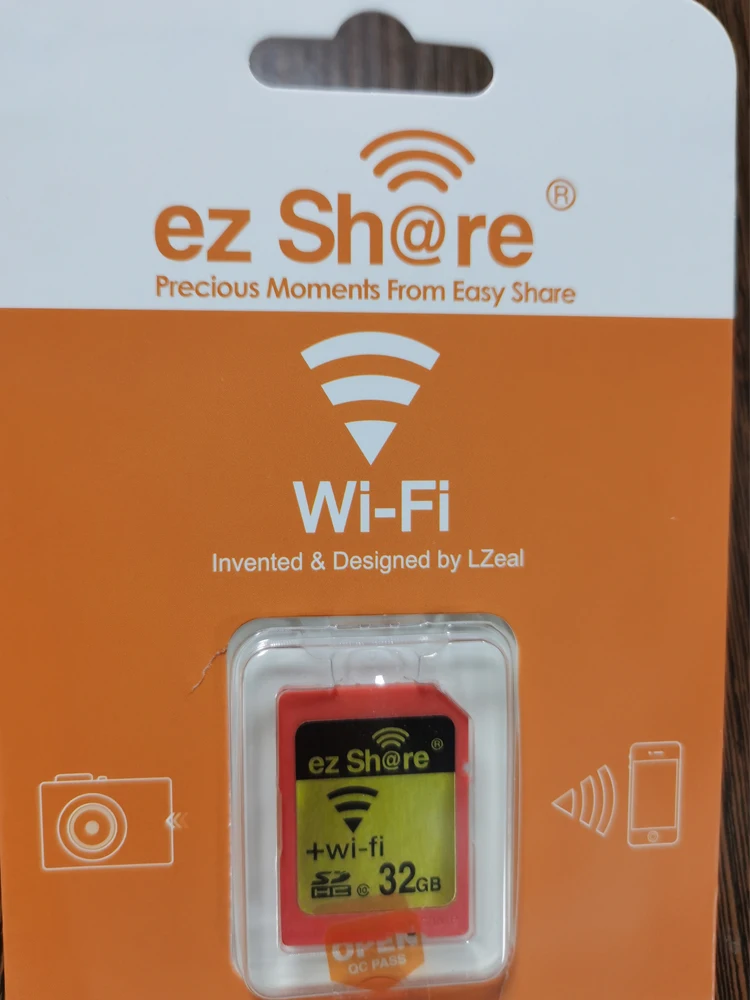 ez Sh@re ®
Precious Moments From Easy Share
Wi-Fi
Invented & Designed by LZeal
ez Sh@re ®
+wi-fi
SD HC 10 32GB
OPEN
QC PASS